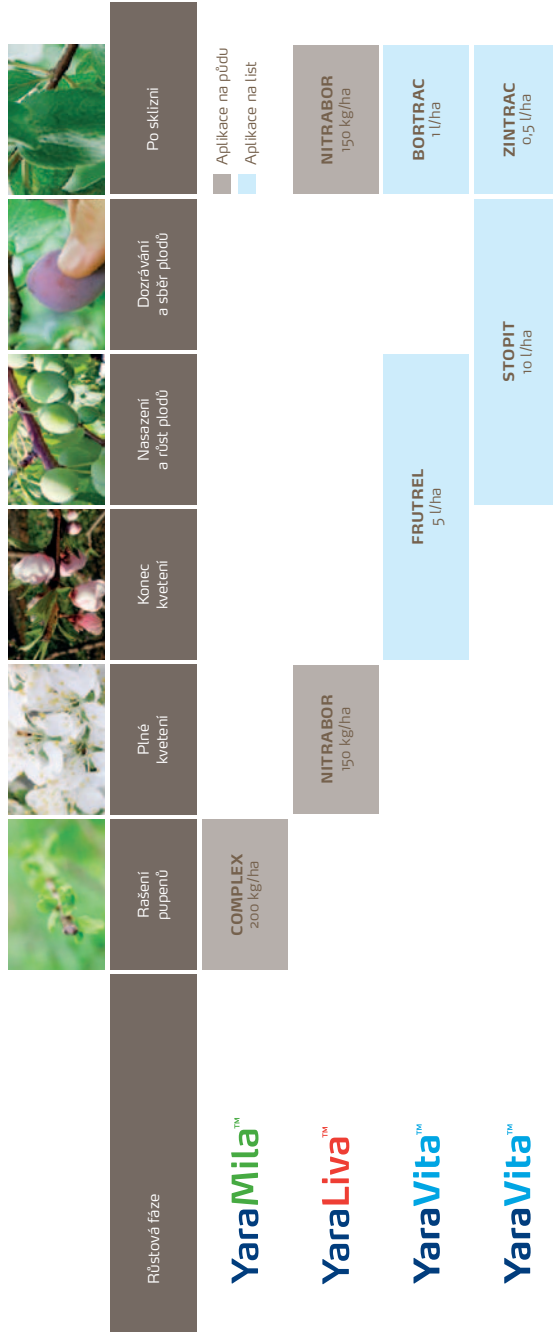 Růstová fáze
Rašení
pupenů
Plné
kvetení
Konec
kvetení
Nasazení
a růst plodů
Dozrávání
a sběr plodů
Po sklizni
YaraMila™
COMPLEX
200 kg/ha
Aplikace na půdu
Aplikace na list
YaraLiva™
NITRABOR
150 kg/ha
NITRABOR
150 kg/ha
YaraVita™
FRUTREL
5 l/ha
BORTRAC
1 l/ha
YaraVita™
STOPIT
10 l/ha
ZINTRAC
0,5 l/ha